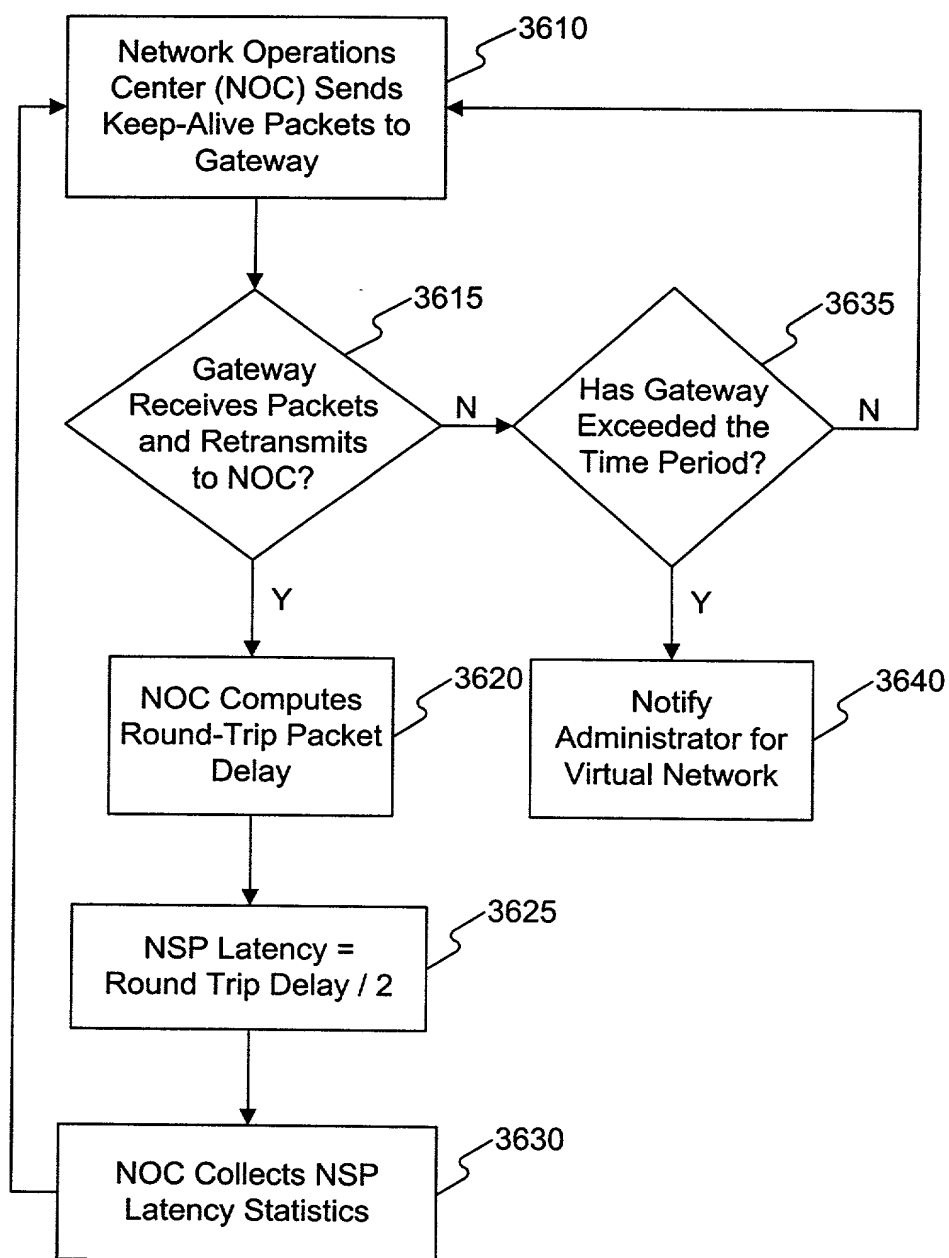 3610
Network Operations
Center (NOC) Sends
Keep-Alive Packets to
Gateway
3615
Gateway
Receives Packets
and Retransmits
to NOC?
N
Y
3635
Has Gateway
Exceeded the
Time Period?
N
Y
3620
NOC Computes
Round-Trip Packet
Delay
3640
Notify
Administrator for
Virtual Network
3625
NSP Latency =
Round Trip Delay / 2
3630
NOC Collects NSP
Latency Statistics